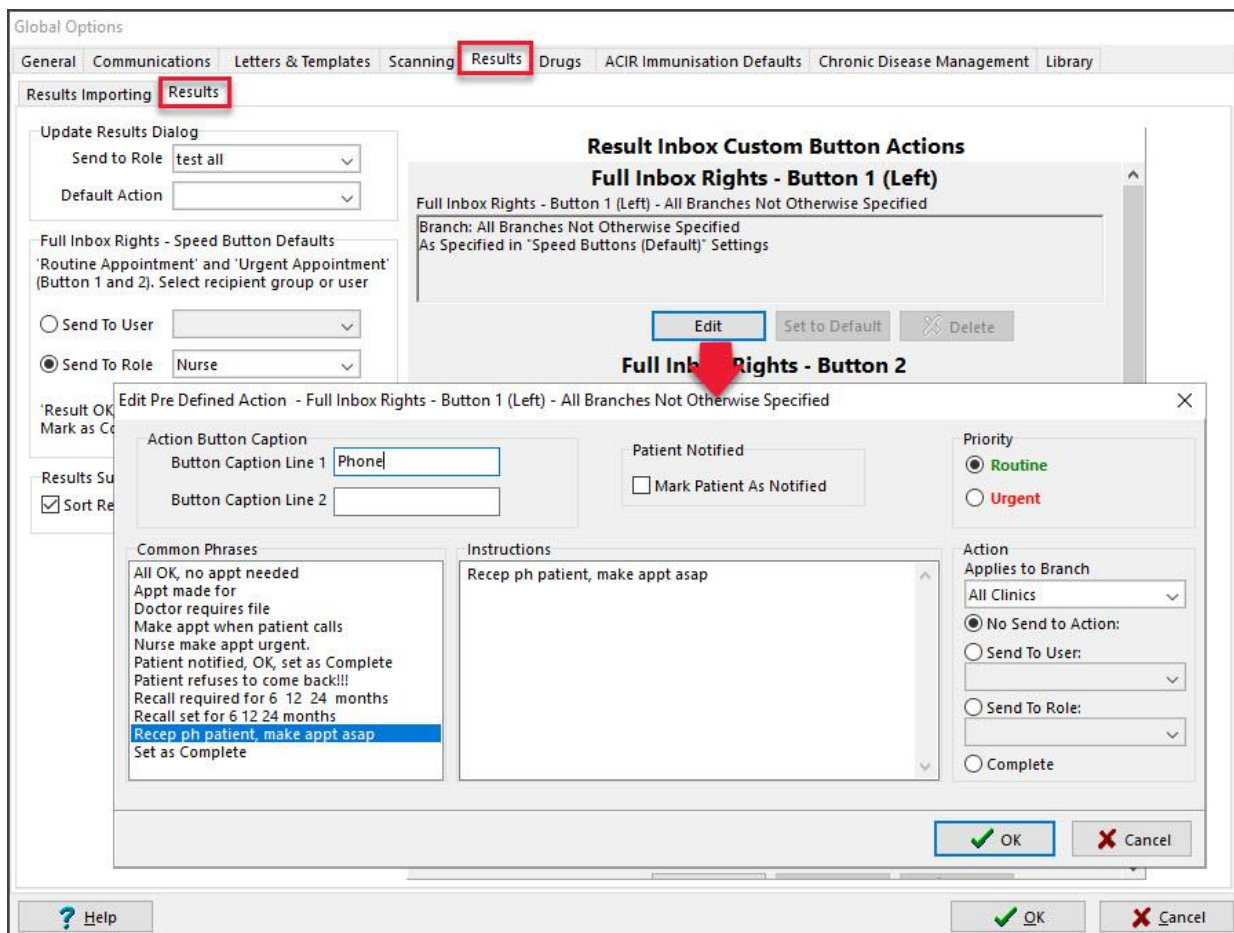 Global Options
General Communications Letters & Templates Scanning Results Drugs ACIR Immunisation Defaults Chronic Disease Management Library
Results Importing Results
Update Results Dialog
Send to Role test all
Default Action
Full Inbox Rights - Speed Button Defaults
'Routine Appointment' and 'Urgent Appointment'
(Button 1 and 2). Select recipient group or user
Send To User
Send To Role Nurse
'Result OK
Mark as
Results
Sort
Result Inbox Custom Button Actions
Full Inbox Rights - Button 1 (Left)
Full Inbox Rights - Button 1 (Left) - All Branches Not Otherwise Specified
Branch: All Branches Not Otherwise Specified
As Specified in "Speed Buttons (Default)" Settings
Edit Set to Default Delete
Full Rights - Button 2
Edit Pre Defined Action - Full Inbox Rights - Button 1 (Left) - All Branches Not Otherwise Specified
Action Button Caption
Button Caption Line 1 Phone
Button Caption Line 2
Patient Notified
Mark Patient As Notified
Priority
Routine
Urgent
Common Phrases
All OK, no appt needed
Appt made for
Doctor requires file
Make appt when patient calls
Nurse make appt urgent.
Patient notified, OK, set as Complete
Patient refuses to come back!!!
Recall required for 6 12 24 months
Recall set for 6 12 24 months
Recep ph patient, make appt asap
Set as Complete
Instructions
Recep ph patient, make appt asap
Action
Applies to Branch
All Clinics
No Send to Action:
Send To User:
Send To Role:
Complete
OK Cancel
? Help OK Cancel